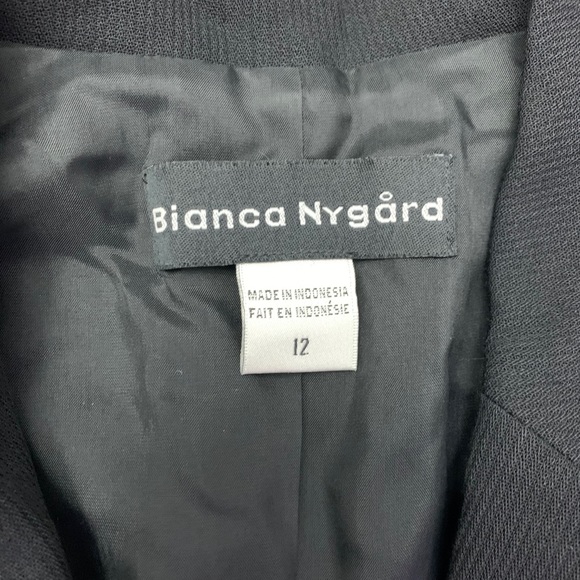 Bianca Nygård
MADE IN INDONESIA
FAIT EN INDONÉSIE
12